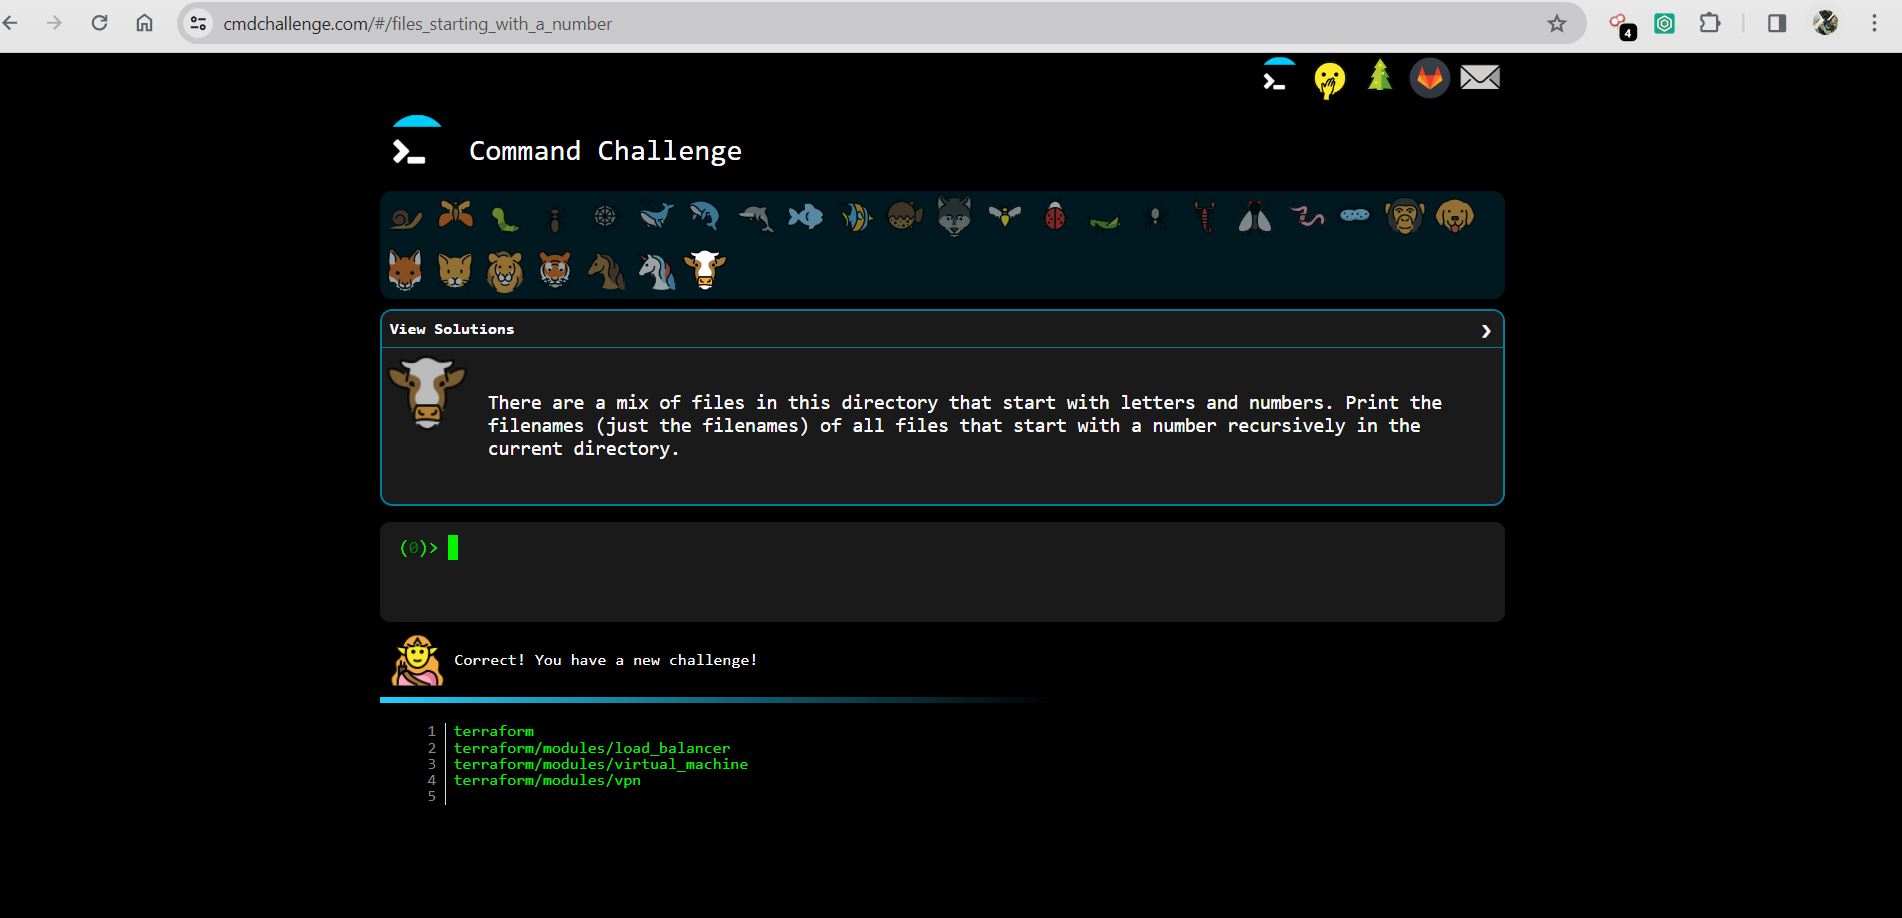 cmdchallenge.com/#/files_starting_with_a_number
4
Command Challenge
View Solutions
There are a mix of files in this directory that start with letters and numbers. Print the
filenames (just the filenames) of all files that start with a number recursively in the
current directory.
(0)>
Correct! You have a new challenge!
1 terraform
2 terraform/modules/load_balancer
3 terraform/modules/virtual_machine
4 terraform/modules/vpn
5